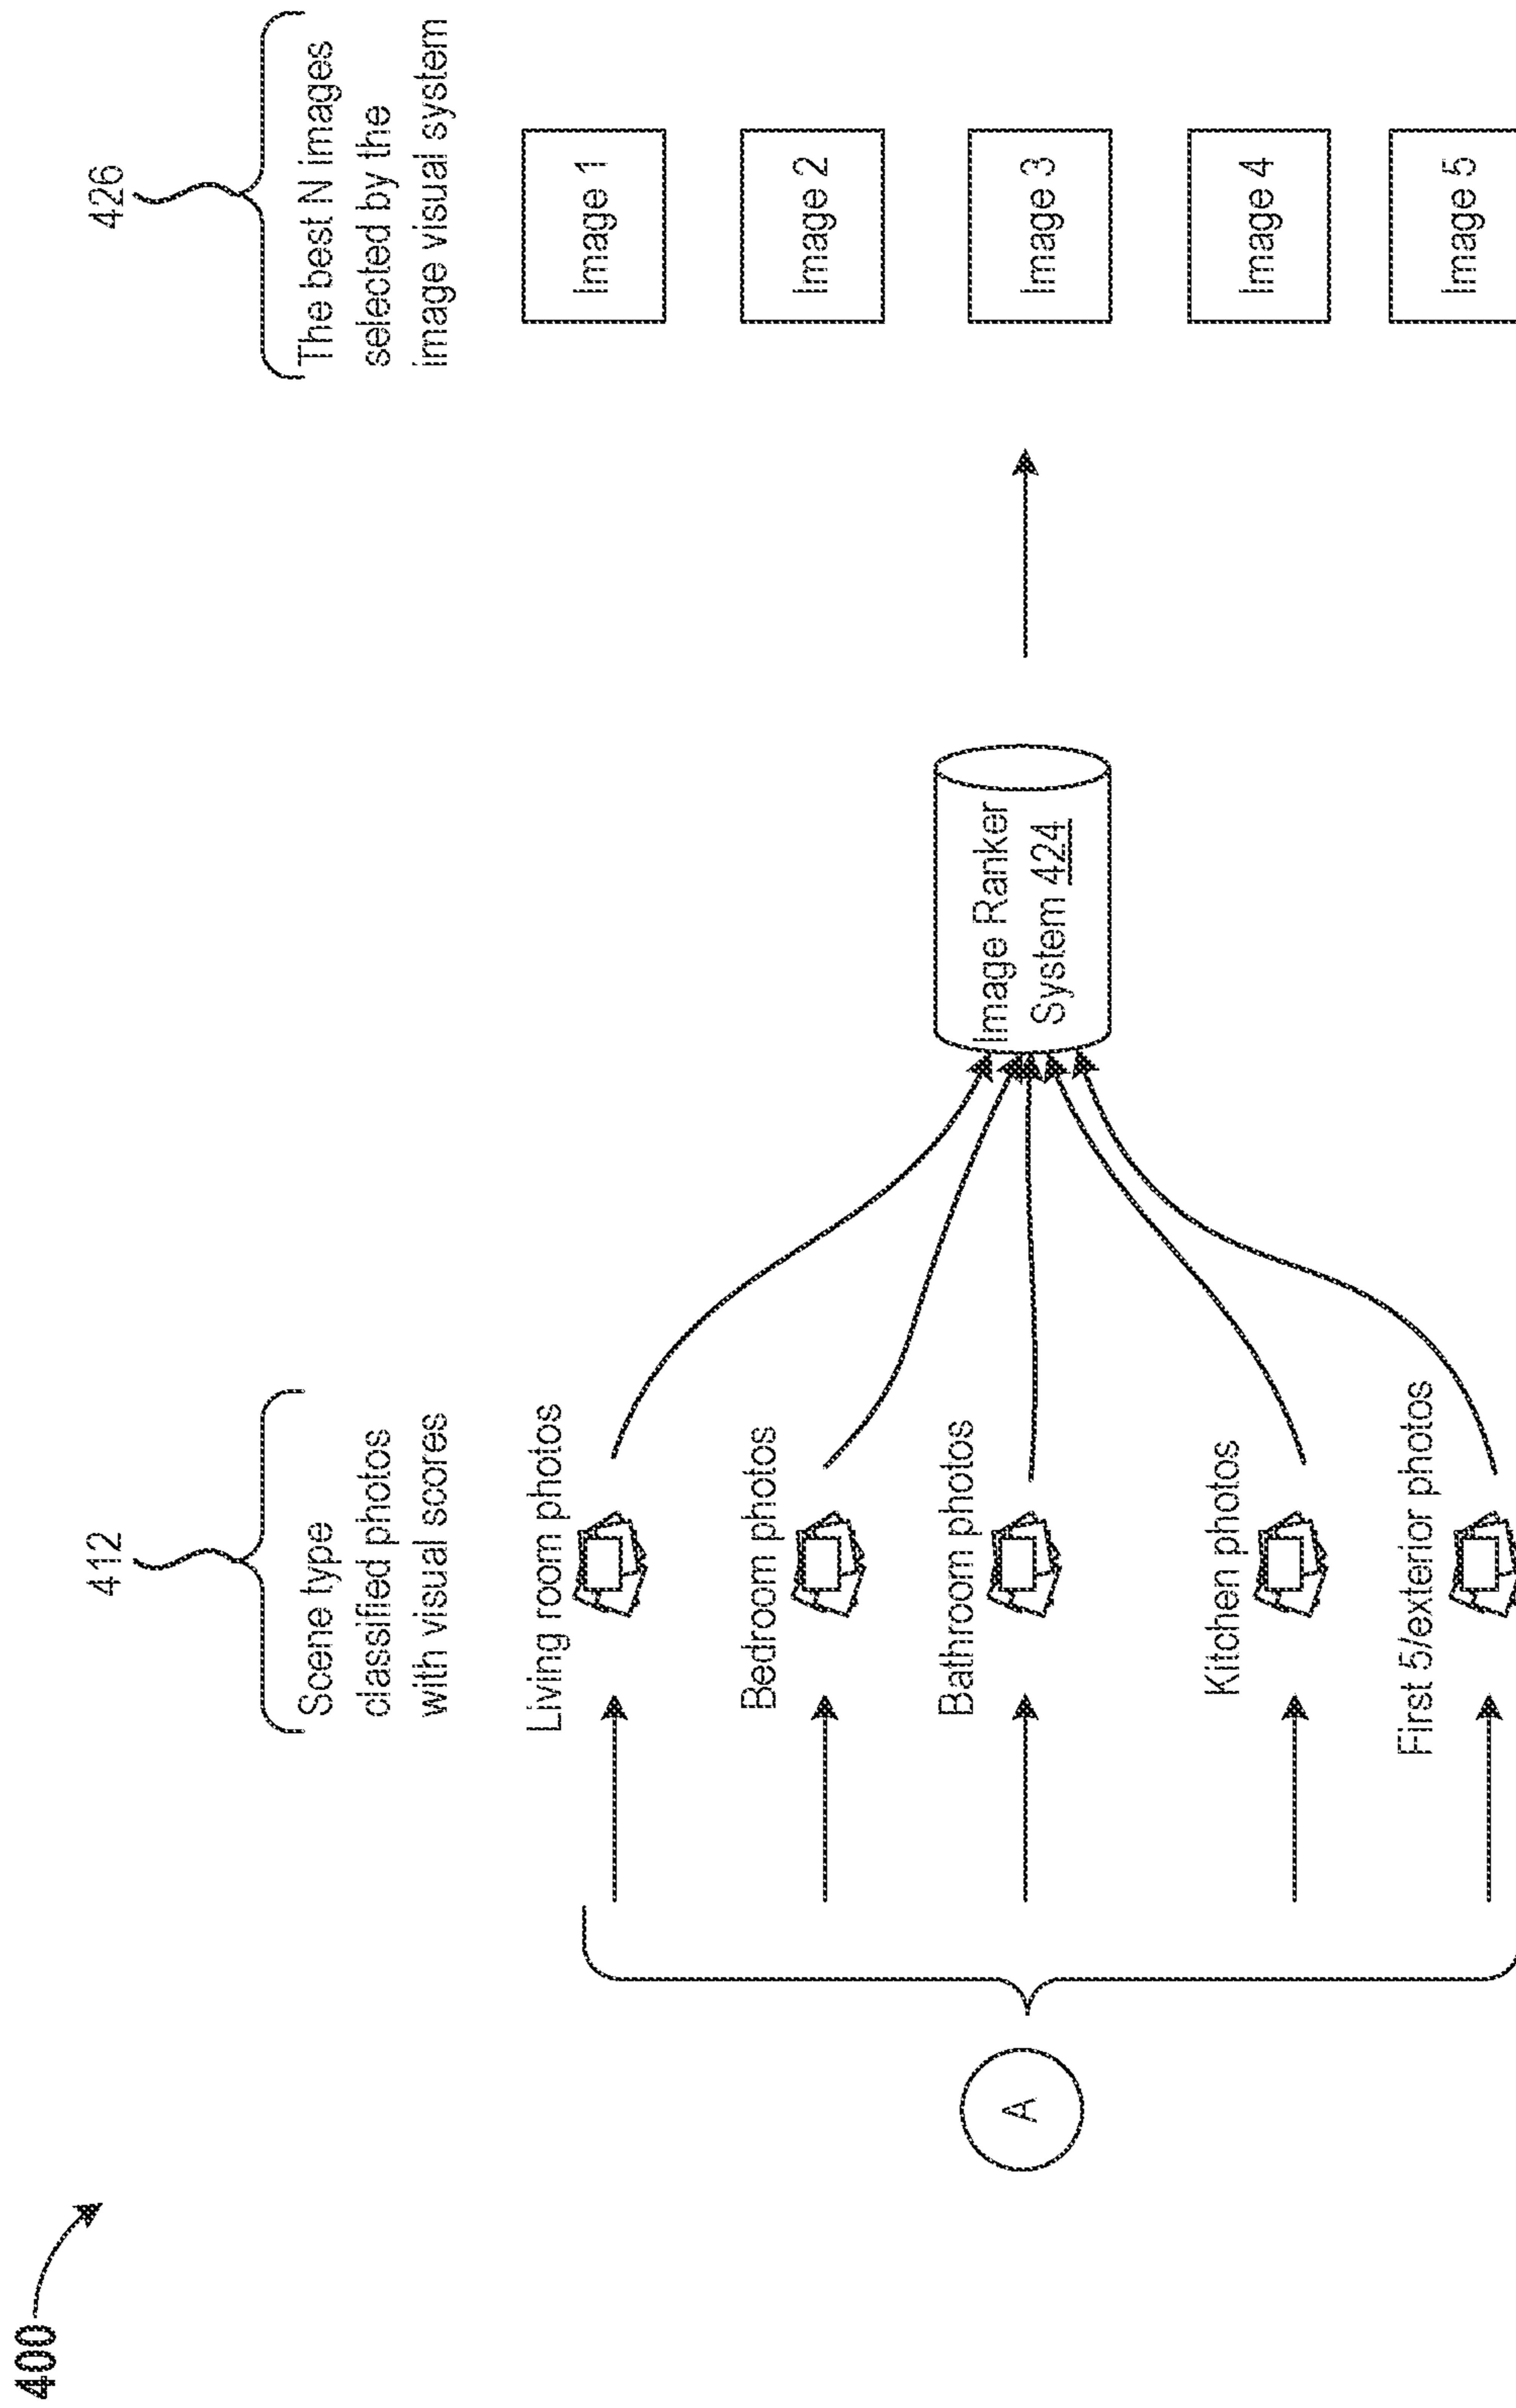 400
A
412
Scene type
classified photos
with visual scores
Living room photos
Bedroom photos
Bathroom photos
Kitchen photos
First 5/exterior photos
Image Ranker
System 424
426
The best N images
selected by the
image visual system
Image 1
Image 2
Image 3
Image 4
Image 5